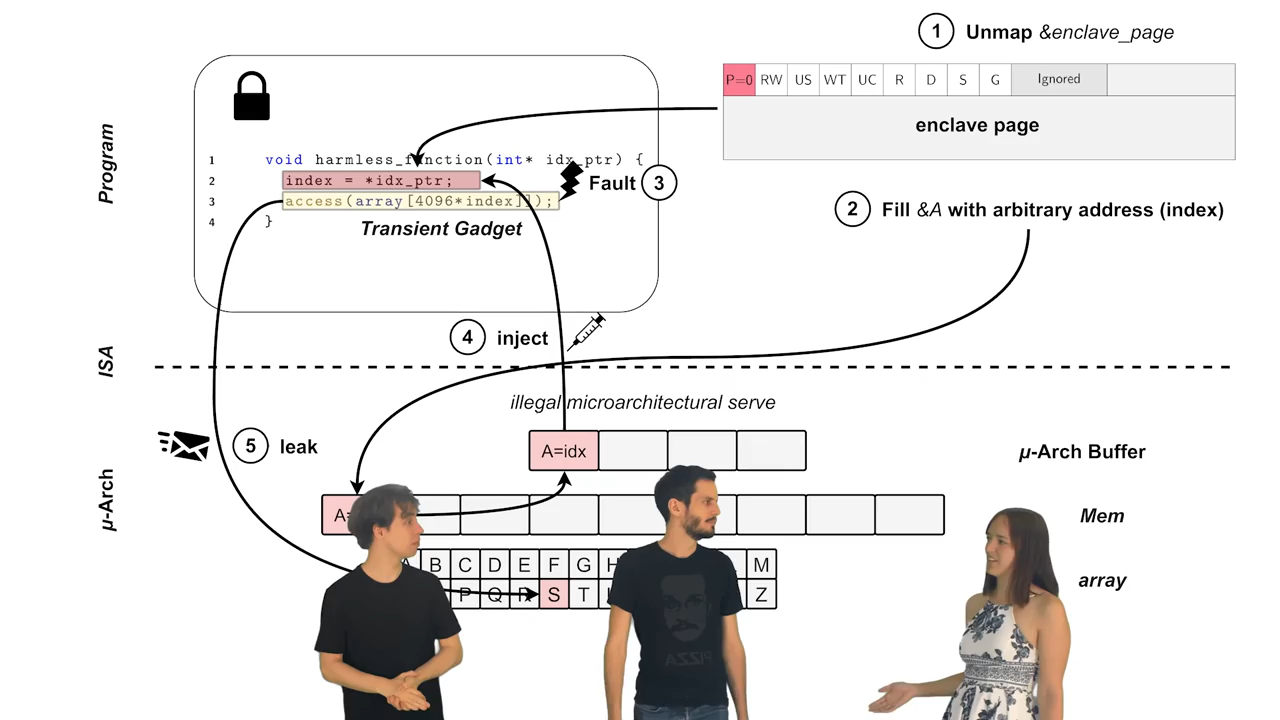 1 Unmap &enclave_page
P=0 RW US WT UC R D S G Ignored
enclave page
Program
1 void harmless_function(int* idx_ptr) {
2 index = *idx_ptr;
3 access(array[4096*index]);
4 }
Transient Gadget
Fault 3
2 Fill &A with arbitrary address (index)
4 inject
ISA
illegal microarchitectural serve
5 leak
A=idx
μ-Arch Buffer
μ-Arch
Mem
B C D E F G H M
array
P Q R S T Z
PIZZA